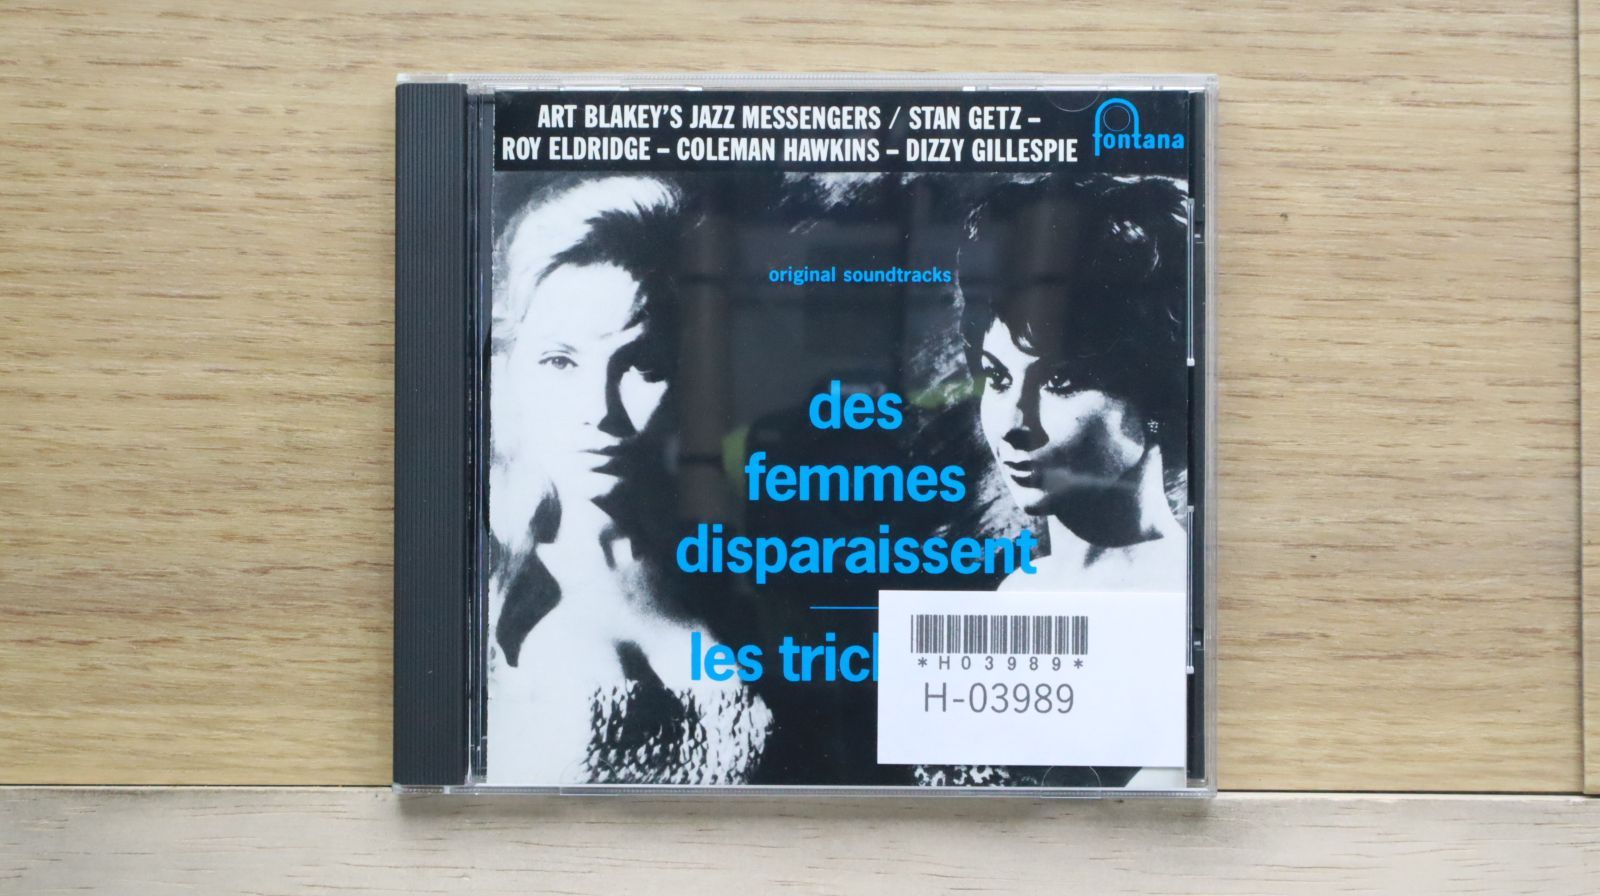 ART BLAKEY'S JAZZ MESSENGERS / STAN GETZ –
ROY ELDRIDGE – COLEMAN HAWKINS – DIZZY GILLESPIE
fontana
original soundtracks
des
femmes
disparaissent
les
*H03989*
H-03989